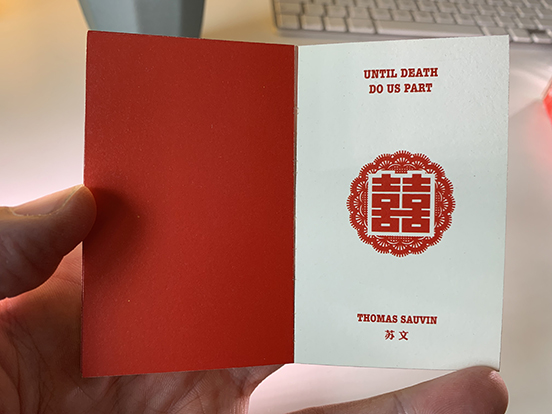 UNTIL DEATH
DO US PART
囍
THOMAS SAUVIN
苏文